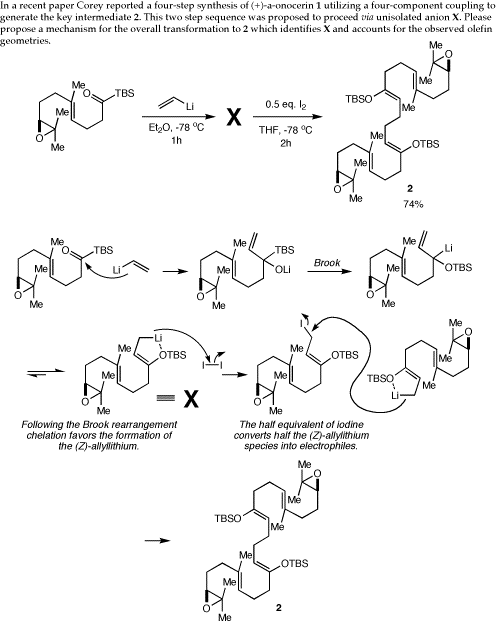 In a recent paper Corey reported a four-step synthesis of (+)-a-onocerin 1 utilizing a four-component coupling to
generate the key intermediate 2. This two step sequence was proposed to proceed via unisolated anion X. Please
propose a mechanism for the overall transformation to 2 which identifies X and accounts for the observed olefin
geometries.
Me O TBS
O Me
Me
Li
Et2O, -78 °C
1h
X
0.5 eq. I2
THF, -78 °C
2h
Me O
Me
TBSO Me
OTBS
Me
O Me
Me
2
74%
Me O TBS
Li
O Me
Me
Me TBS
OLi
O Me
Me
Brook
Me Li
OTBS
O Me
Me
Li
Me OTBS
O Me
Me
X
I I
I
Me OTBS
O Me
Me
Me O
Me
TBSO Me
Li
Following the Brook rearrangement
chelation favors the formation of
the (Z)-allyllithium.
The half equivalent of iodine
converts half the (Z)-allylithium
species into electrophiles.
Me O
Me
TBSO Me
OTBS
Me
O Me
Me
2